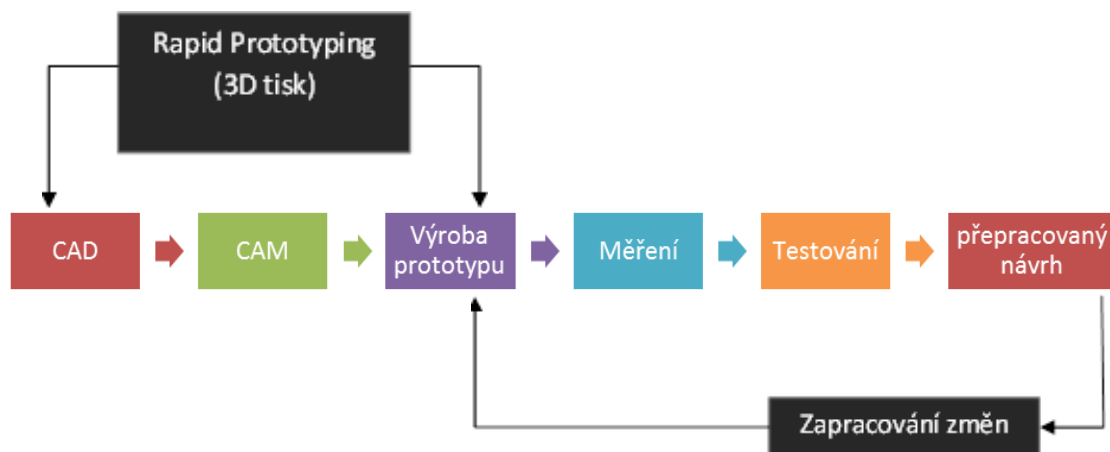 Rapid Prototyping
(3D tisk)
CAD
CAM
Výroba
prototypu
Měření
Testování
přepracovaný
návrh
Zapracování změn